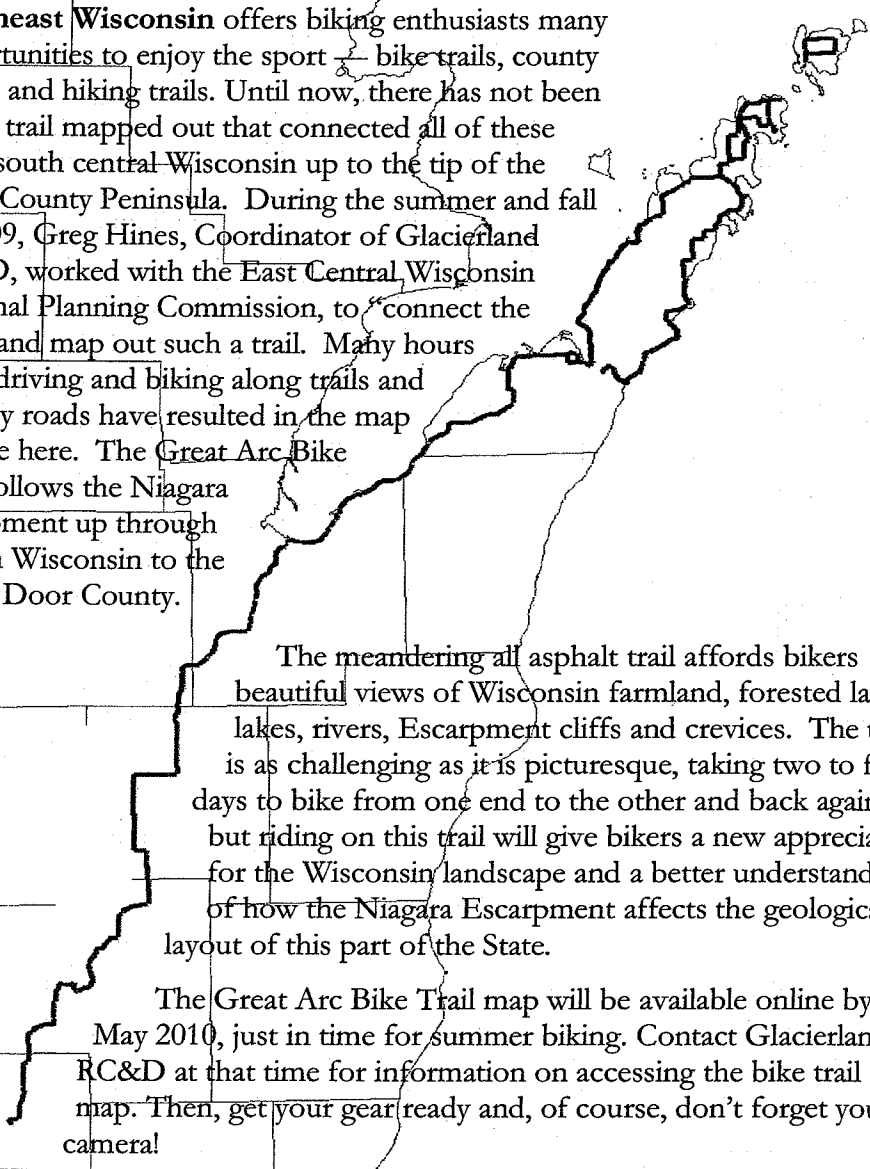 heast Wisconsin offers biking enthusiasts many
rtunities to enjoy the sport — bike trails, county
and hiking trails. Until now, there has not been
trail mapped out that connected all of these
south central Wisconsin up to the tip of the
County Peninsula. During the summer and fall
09, Greg Hines, Coordinator of Glacierland
D, worked with the East Central Wisconsin
nal Planning Commission, to “connect the
and map out such a trail. Many hours
driving and biking along trails and
y roads have resulted in the map
e here. The Great Arc Bike
ollows the Niagara
ment up through
n Wisconsin to the
Door County.
The meandering all asphalt trail affords bikers
beautiful views of Wisconsin farmland, forested la
lakes, rivers, Escarpment cliffs and crevices. The t
is as challenging as it is picturesque, taking two to f
days to bike from one end to the other and back again
but riding on this trail will give bikers a new apprecia
for the Wisconsin landscape and a better understand
of how the Niagara Escarpment affects the geologic
layout of this part of the State.
The Great Arc Bike Trail map will be available online by
May 2010, just in time for summer biking. Contact Glacierlan
RC&D at that time for information on accessing the bike trail
map. Then, get your gear ready and, of course, don’t forget you
camera!